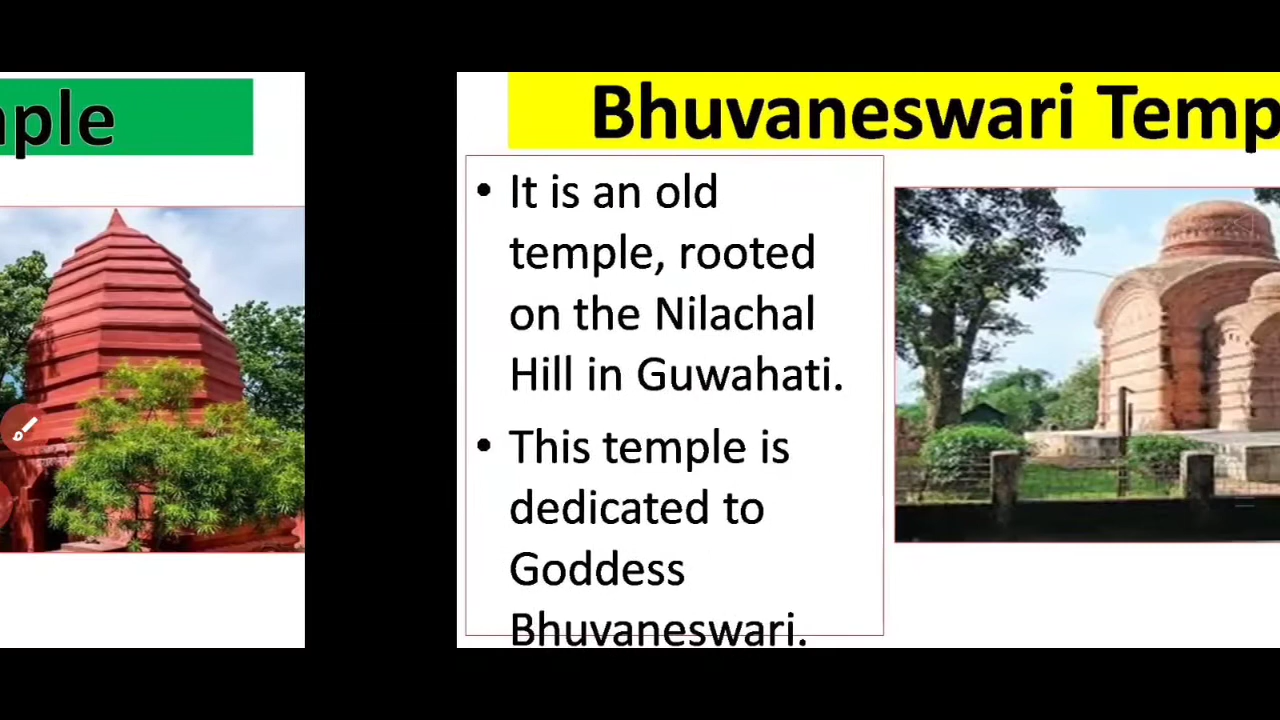 mple
Bhuvaneswari Temp
• It is an old
temple, rooted
on the Nilachal
Hill in Guwahati.
• This temple is
dedicated to
Goddess
Bhuvaneswari.